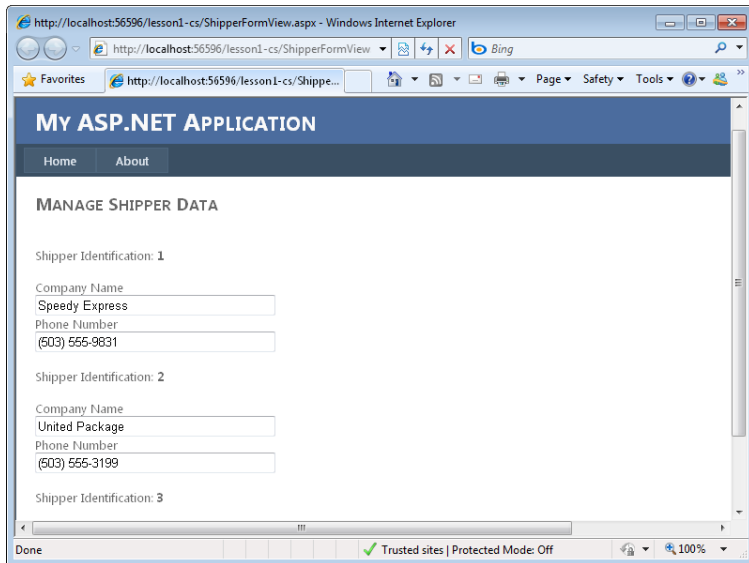 http://localhost:56596/lesson1-cs/ShipperFormView.aspx - Windows Internet Explorer
http://localhost:56596/lesson1-cs/ShipperFormView
Bing
Favorites
http://localhost:56596/lesson1-cs/Shippe...
Page
Safety
Tools
MY ASP.NET APPLICATION
Home
About
MANAGE SHIPPER DATA
Shipper Identification: 1
Company Name
Speedy Express
Phone Number
(503) 555-9831
Shipper Identification: 2
Company Name
United Package
Phone Number
(503) 555-3199
Shipper Identification: 3
Done
Trusted sites | Protected Mode: Off
100%